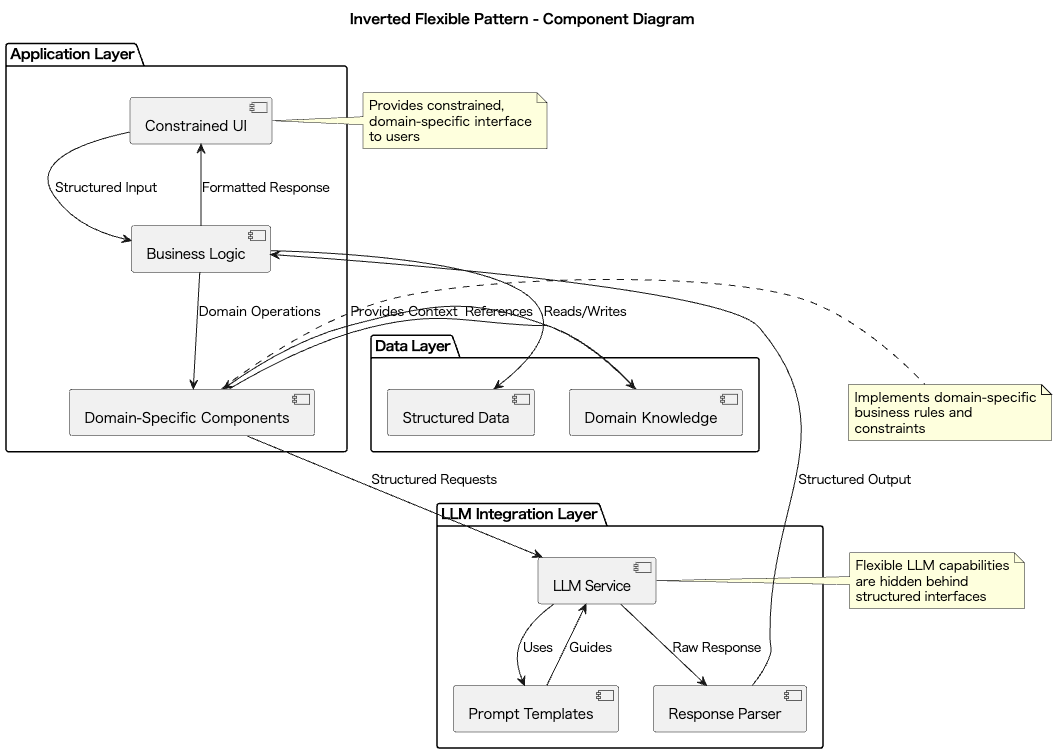 Inverted Flexible Pattern - Component Diagram
Application Layer
Constrained UI
Provides constrained,
domain-specific interface
to users
Structured Input
Formatted Response
Business Logic
Domain Operations
Provides Context
References
Reads/Writes
Data Layer
Domain-Specific Components
Structured Data
Domain Knowledge
Implements domain-specific
business rules and
constraints
Structured Requests
Structured Output
LLM Integration Layer
LLM Service
Flexible LLM capabilities
are hidden behind
structured interfaces
Uses
Guides
Raw Response
Prompt Templates
Response Parser